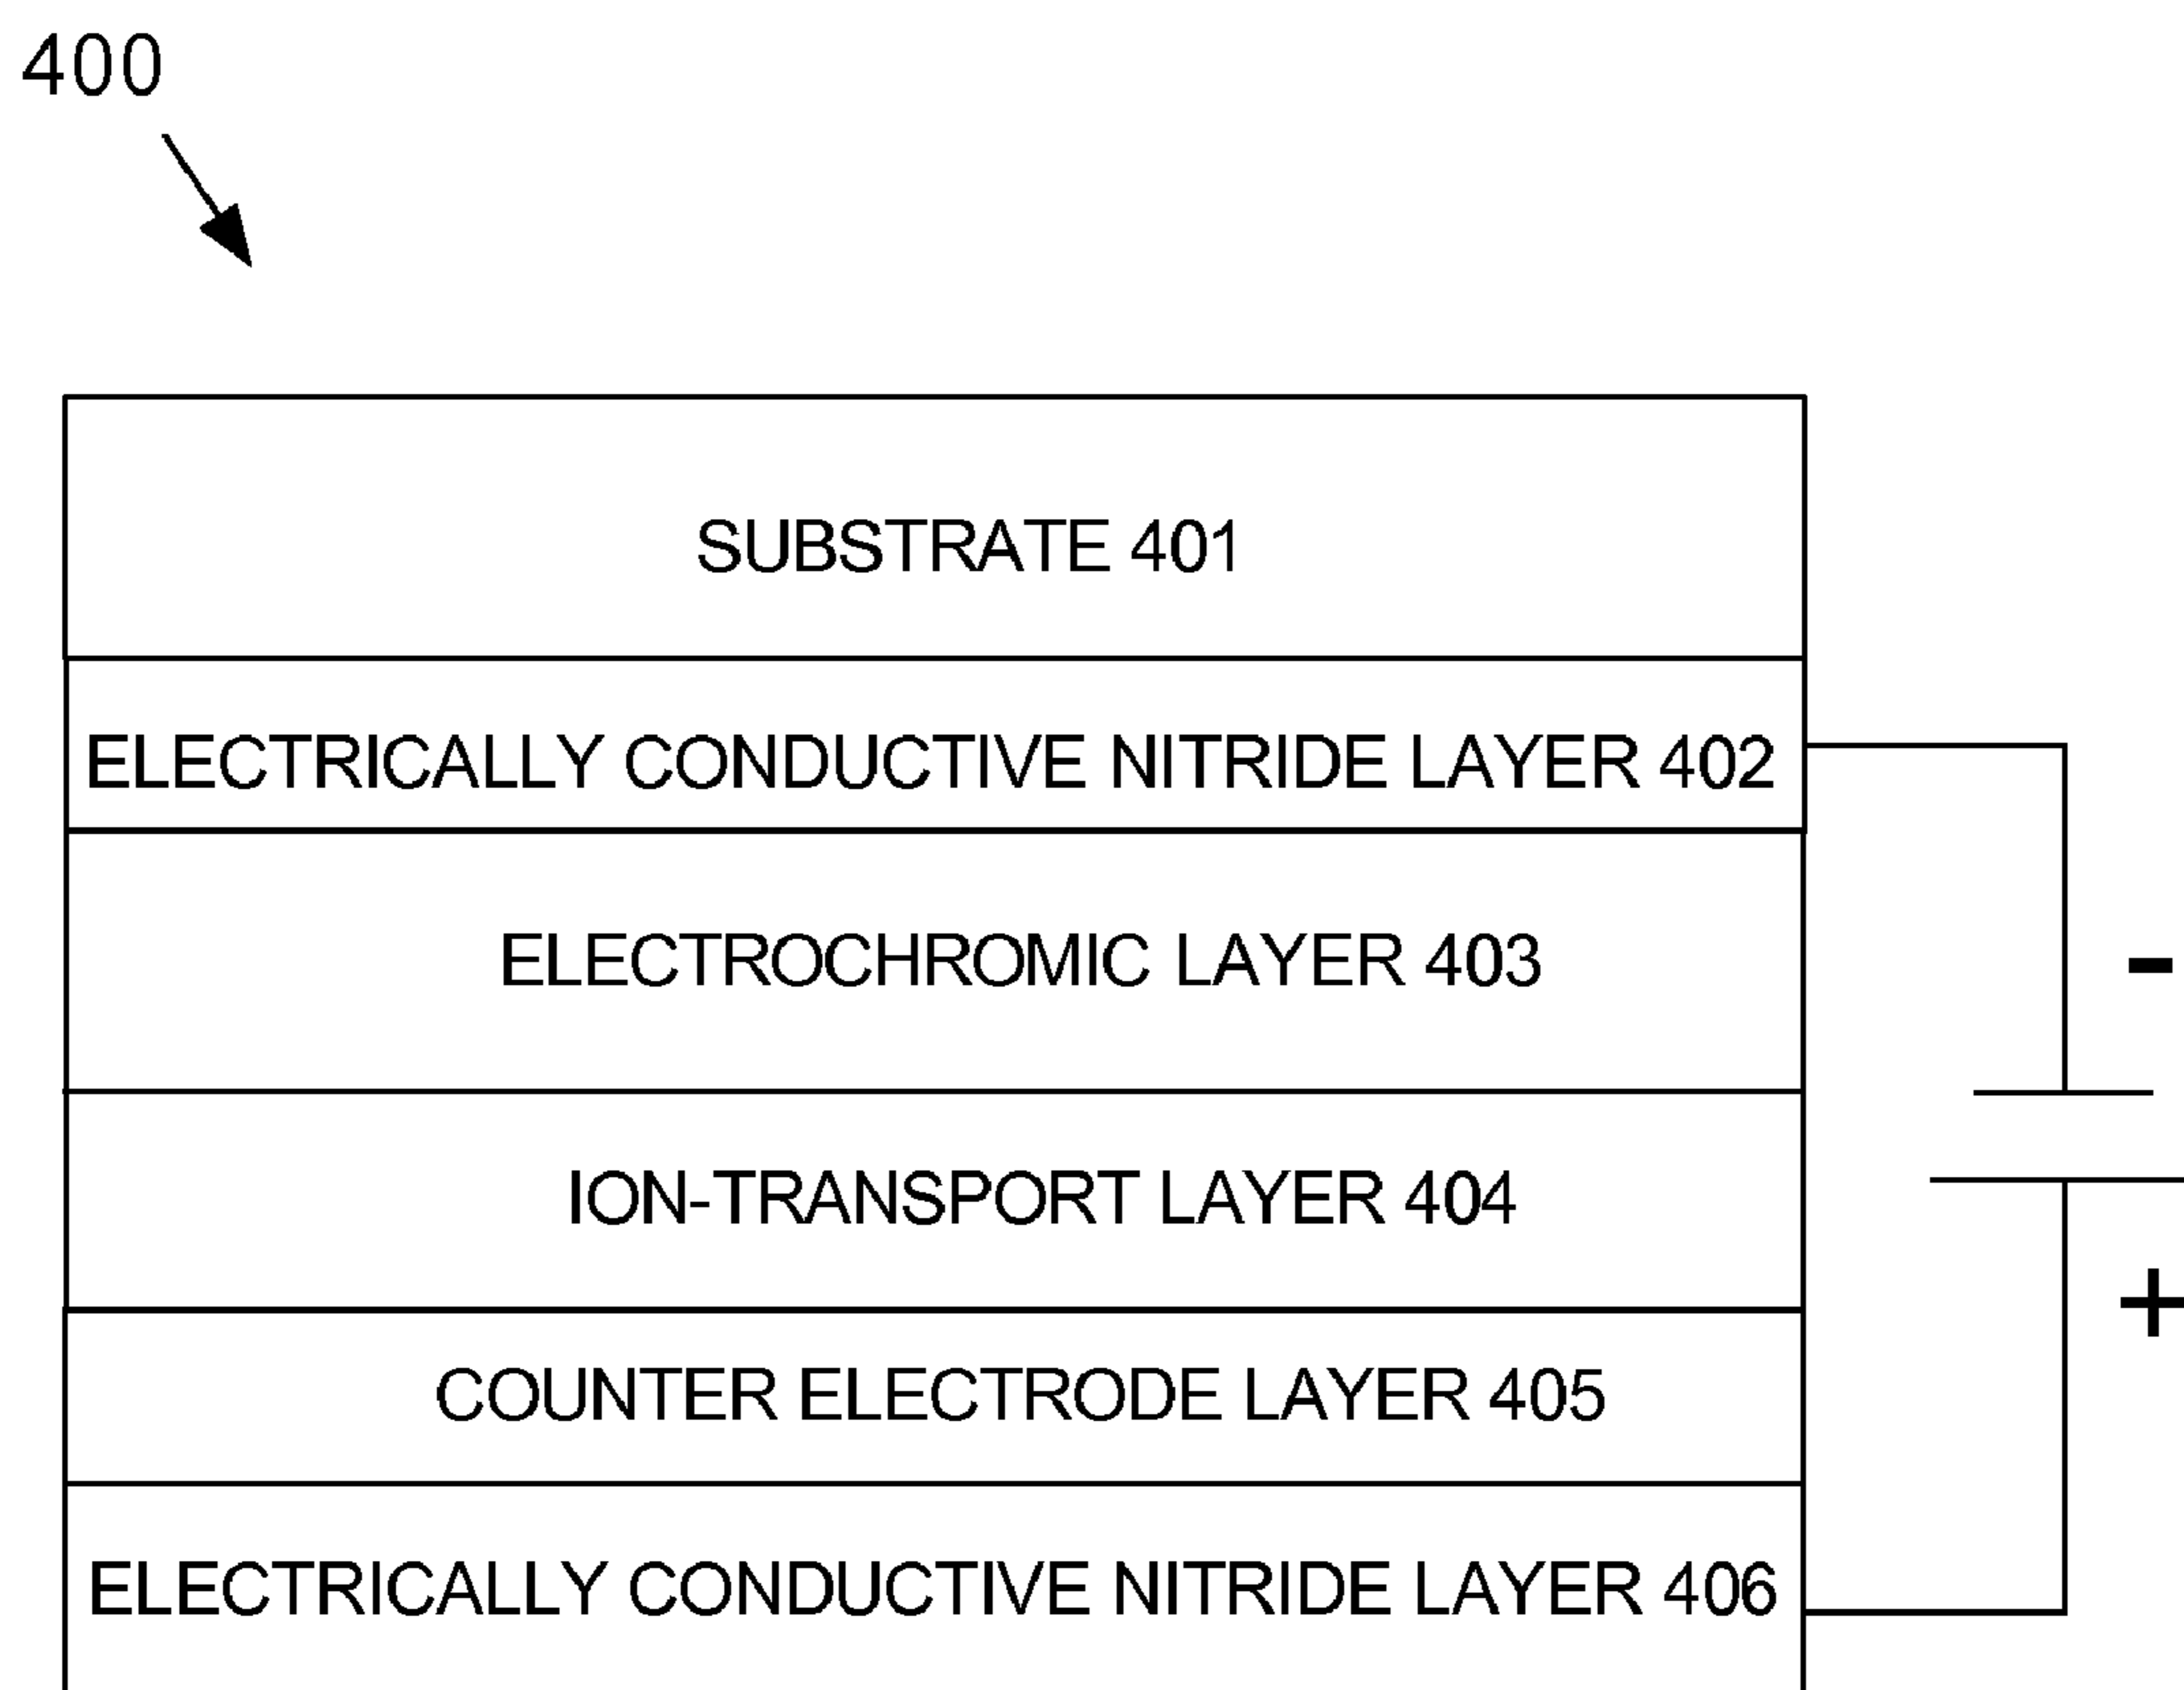 400
SUBSTRATE 401
ELECTRICALLY CONDUCTIVE NITRIDE LAYER 402
ELECTROCHROMIC LAYER 403
-
ION-TRANSPORT LAYER 404
+
COUNTER ELECTRODE LAYER 405
ELECTRICALLY CONDUCTIVE NITRIDE LAYER 406